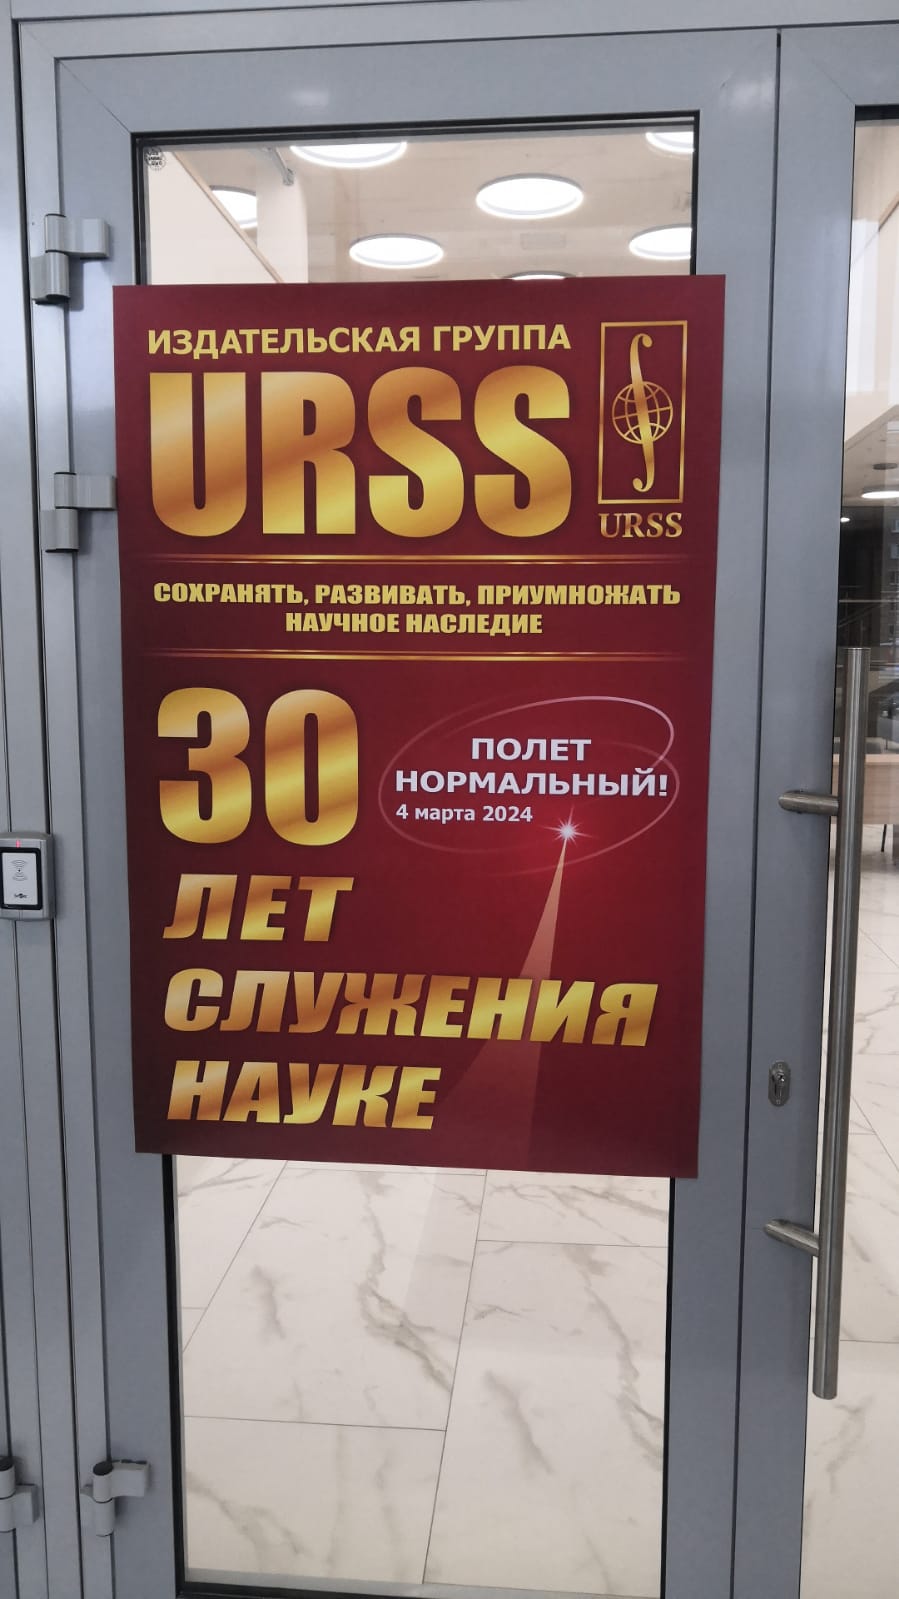 ИЗДАТЕЛЬСКАЯ ГРУППА
URSS
URSS
СОХРАНЯТЬ, РАЗВИВАТЬ, ПРИУМНОЖАТЬ
НАУЧНОЕ НАСЛЕДИЕ
30
ПОЛЕТ
НОРМАЛЬНЫЙ!
4 марта 2024
ЛЕТ
СЛУЖЕНИЯ
НАУКЕ